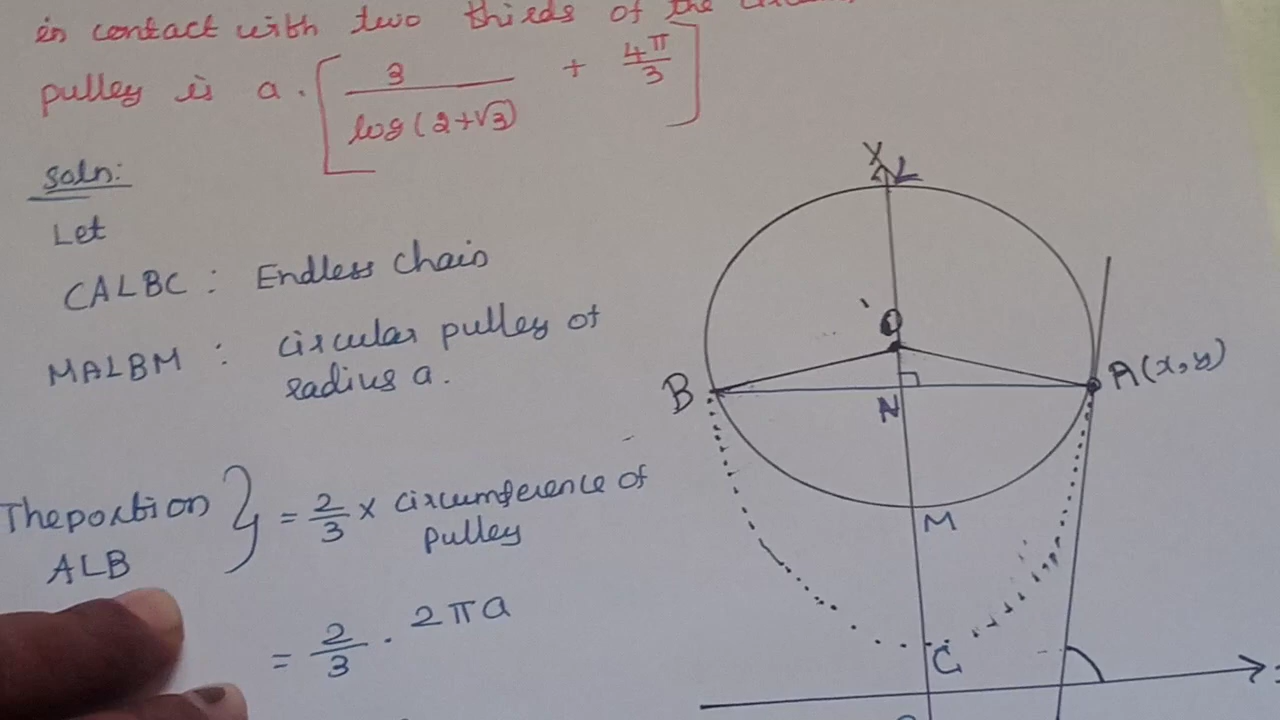 in contact with two thirds of the
pulley is a . [ 3 / log(2+√3) + 4π/3 ]
Soln:
Let
CALBC : Endless chain
MALBM : circular pulley of
radius a.
The portion ALB } = 2/3 × circumference of pulley
= 2/3 . 2πa
Y
L
O
B
N
A(x,y)
M
C